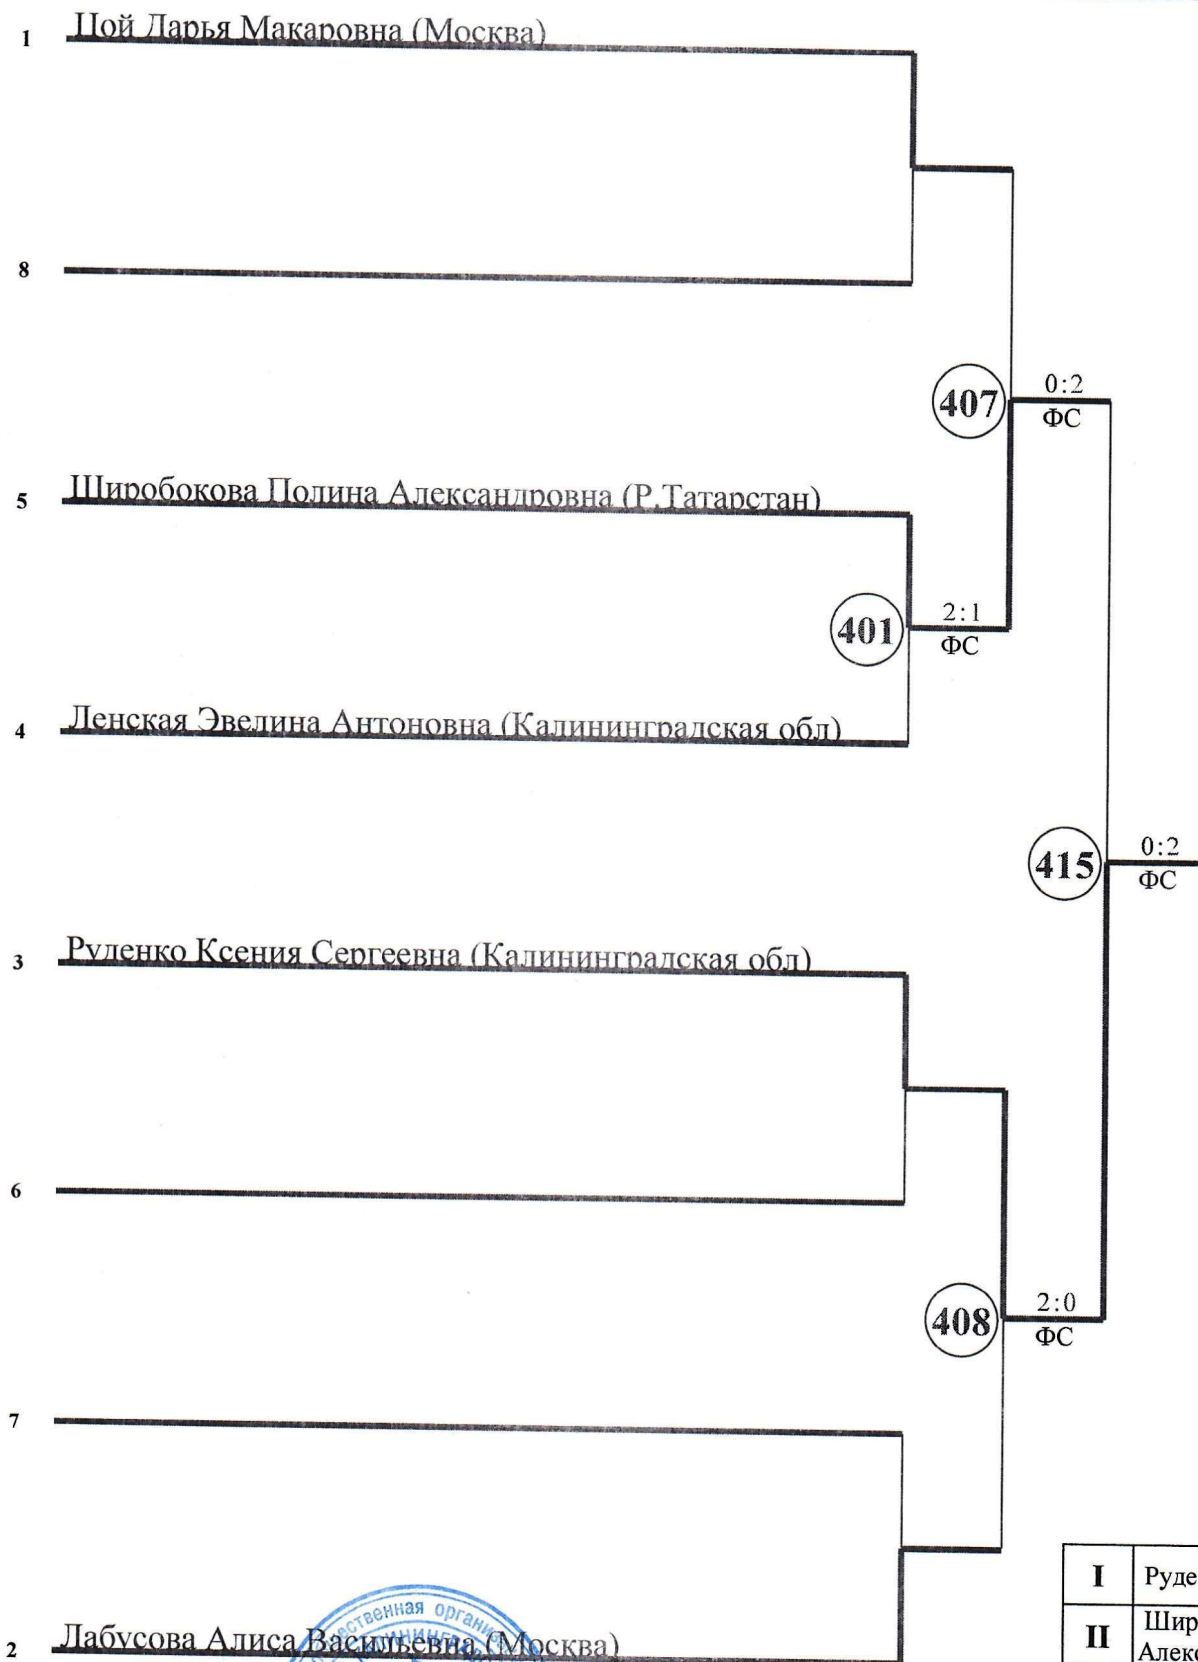 1 Цой Дарья Макаровна (Москва)
8
407 0:2
ФС
5 Широбокова Полина Александровна (Р.Татарстан)
401 2:1
ФС
4 Ленская Эвелина Антоновна (Калининградская обл)
415 0:2
ФС
3 Руденко Ксения Сергеевна (Калининградская обл)
6
408 2:0
ФС
7
I Руде
II Шир
Алекс
2 Лабусова Алиса Васильевна (Москва)